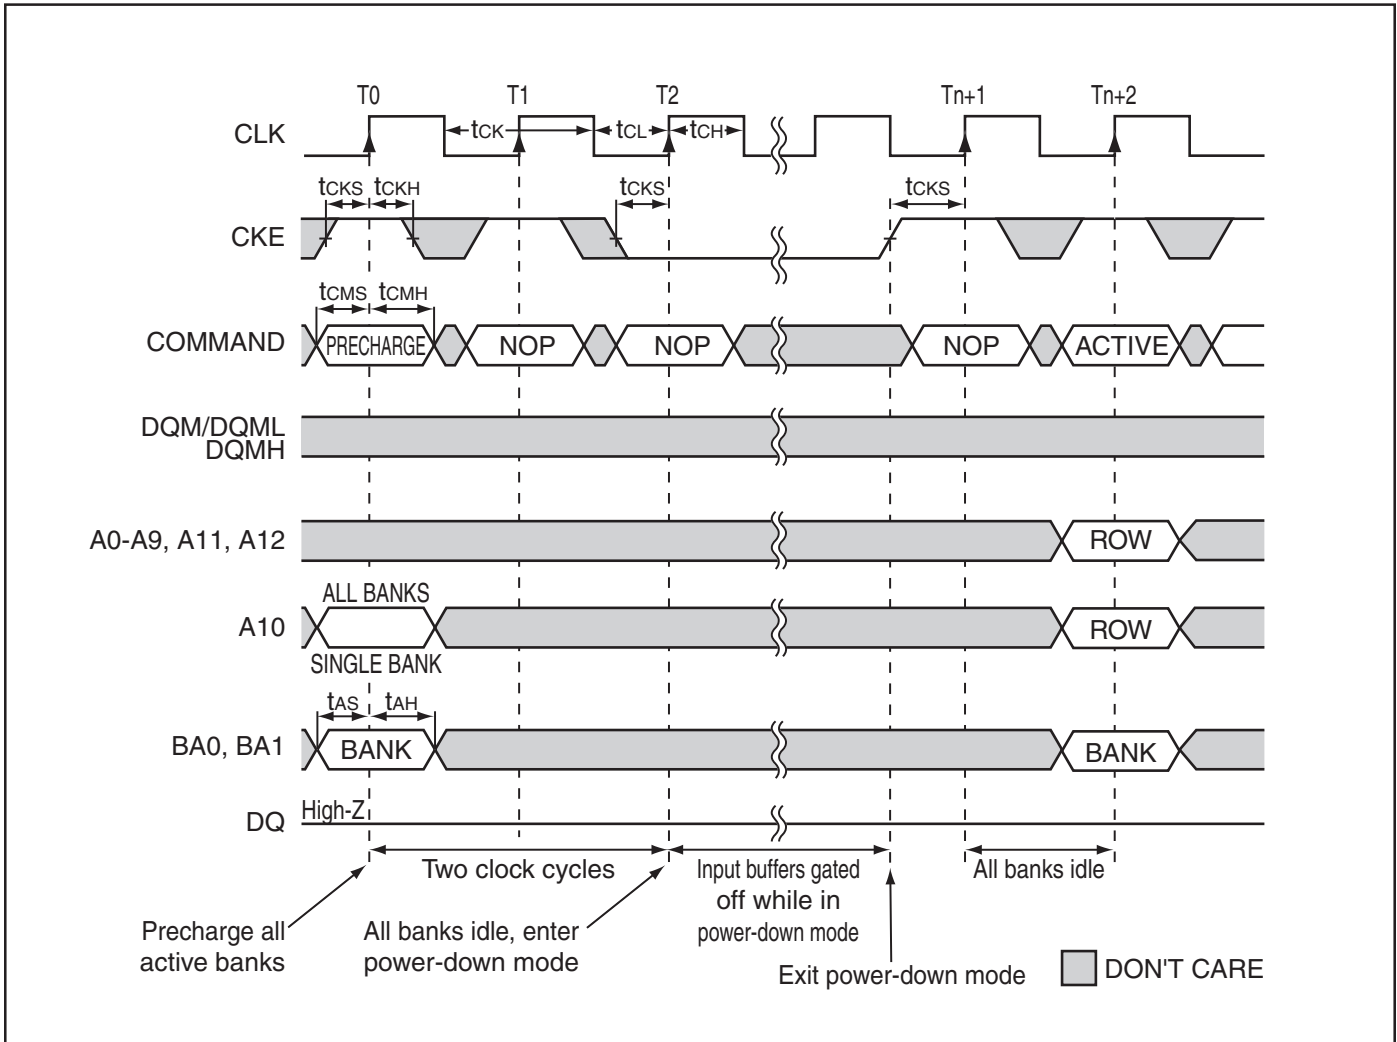 T0 T1 T2 Tn+1 Tn+2
CLK tCK tCL tCH
tCKS tCKH tCKS tCKS
CKE
tCMS tCMH
COMMAND PRECHARGE NOP NOP NOP ACTIVE
DQM/DQML
DQMH
A0-A9, A11, A12 ROW
ALL BANKS
A10 ROW
SINGLE BANK
tAS tAH
BA0, BA1 BANK BANK
High-Z
DQ
Two clock cycles
Input buffers gated
off while in
power-down mode
All banks idle
Precharge all
active banks
All banks idle, enter
power-down mode
Exit power-down mode
DON'T CARE